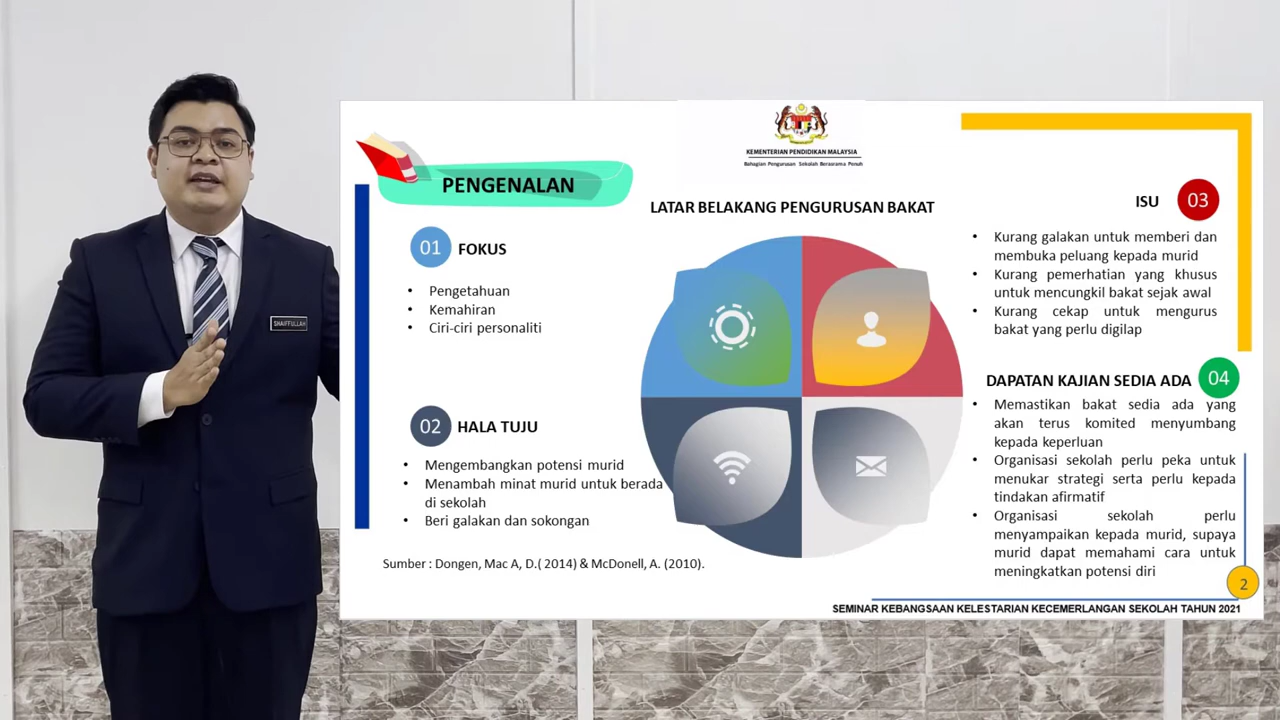 SHAIFFULLAH
KEMENTERIAN PENDIDIKAN MALAYSIA
Bahagian Pengurusan Sekolah Berasrama Penuh
PENGENALAN
LATAR BELAKANG PENGURUSAN BAKAT
01 FOKUS
• Pengetahuan
• Kemahiran
• Ciri-ciri personaliti
02 HALA TUJU
• Mengembangkan potensi murid
• Menambah minat murid untuk berada
di sekolah
• Beri galakan dan sokongan
Sumber : Dongen, Mac A, D.( 2014) & McDonell, A. (2010).
ISU 03
• Kurang galakan untuk memberi dan
membuka peluang kepada murid
• Kurang pemerhatian yang khusus
untuk mencungkil bakat sejak awal
• Kurang cekap untuk mengurus
bakat yang perlu digilap
DAPATAN KAJIAN SEDIA ADA 04
• Memastikan bakat sedia ada yang
akan terus komited menyumbang
kepada keperluan
• Organisasi sekolah perlu peka untuk
menukar strategi serta perlu kepada
tindakan afirmatif
• Organisasi sekolah perlu
menyampaikan kepada murid, supaya
murid dapat memahami cara untuk
meningkatkan potensi diri
2
SEMINAR KEBANGSAAN KELESTARIAN KECEMERLANGAN SEKOLAH TAHUN 2021